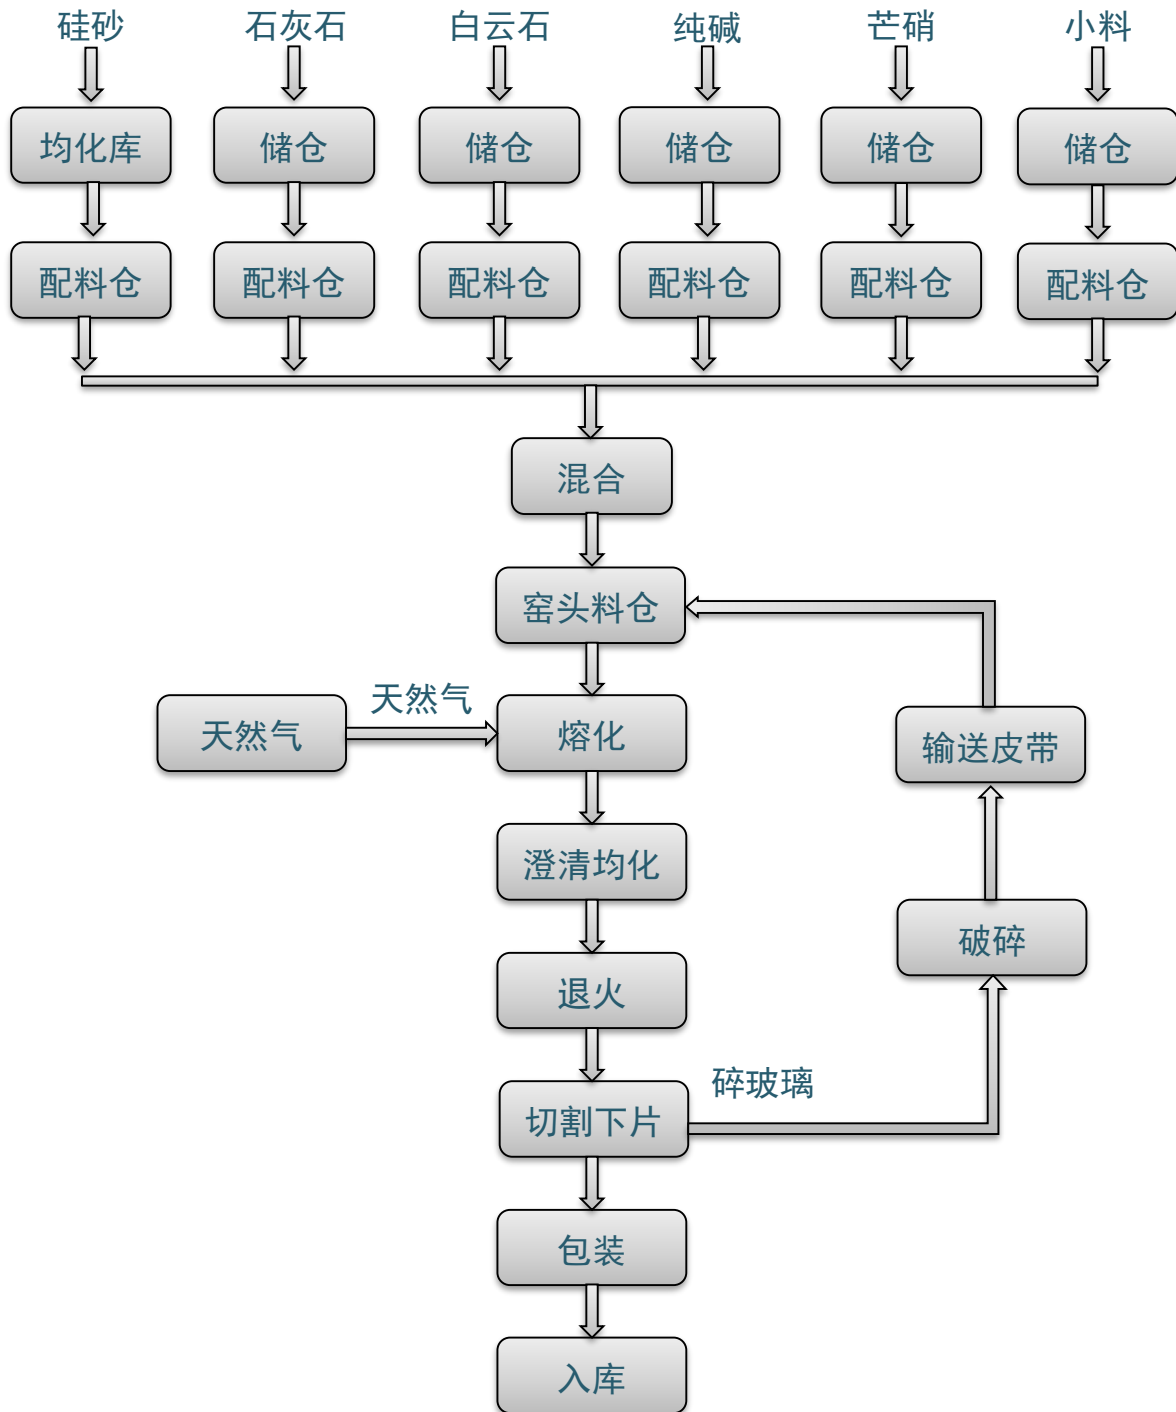 硅砂 石灰石 白云石 纯碱 芒硝 小料
均化库 储仓 储仓 储仓 储仓 储仓
配料仓 配料仓 配料仓 配料仓 配料仓 配料仓
混合
窑头料仓
天然气
天然气 熔化 输送皮带
澄清均化
破碎
退火
碎玻璃
切割下片
包装
入库